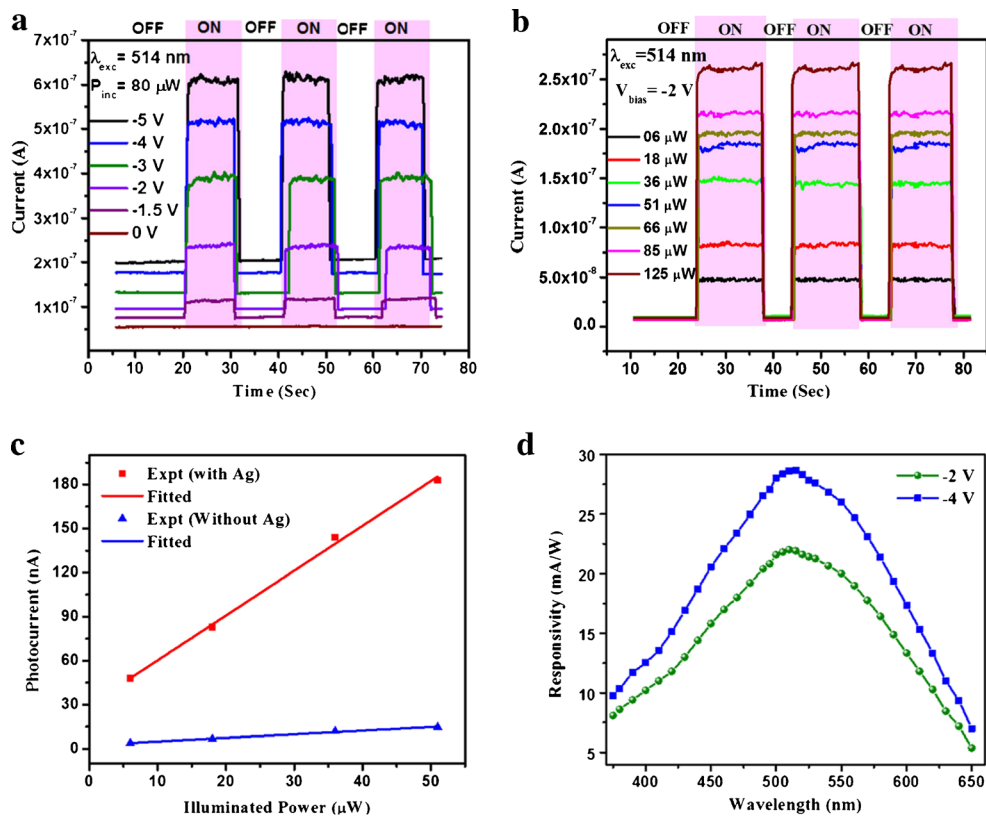 a
OFF ON OFF ON OFF ON
λexc = 514 nm
Pinc = 80 μW
-5 V
-4 V
-3 V
-2 V
-1.5 V
0 V
7x10⁻⁷
6x10⁻⁷
5x10⁻⁷
4x10⁻⁷
3x10⁻⁷
2x10⁻⁷
1x10⁻⁷
Current (A)
0 10 20 30 40 50 60 70 80
Time (Sec)
b
OFF ON OFF ON OFF ON
λexc=514 nm
Vbias= -2 V
06 μW
18 μW
36 μW
51 μW
66 μW
85 μW
125 μW
2.5x10⁻⁷
2.0x10⁻⁷
1.5x10⁻⁷
1.0x10⁻⁷
5.0x10⁻⁸
0.0
Current (A)
10 20 30 40 50 60 70 80
Time (Sec)
c
Expt (with Ag)
Fitted
Expt (Without Ag)
Fitted
180
150
120
90
60
30
0
Photocurrent (nA)
0 10 20 30 40 50
Illuminated Power (μW)
d
-2 V
-4 V
30
25
20
15
10
5
Responsivity (mA/W)
400 450 500 550 600 650
Wavelength (nm)